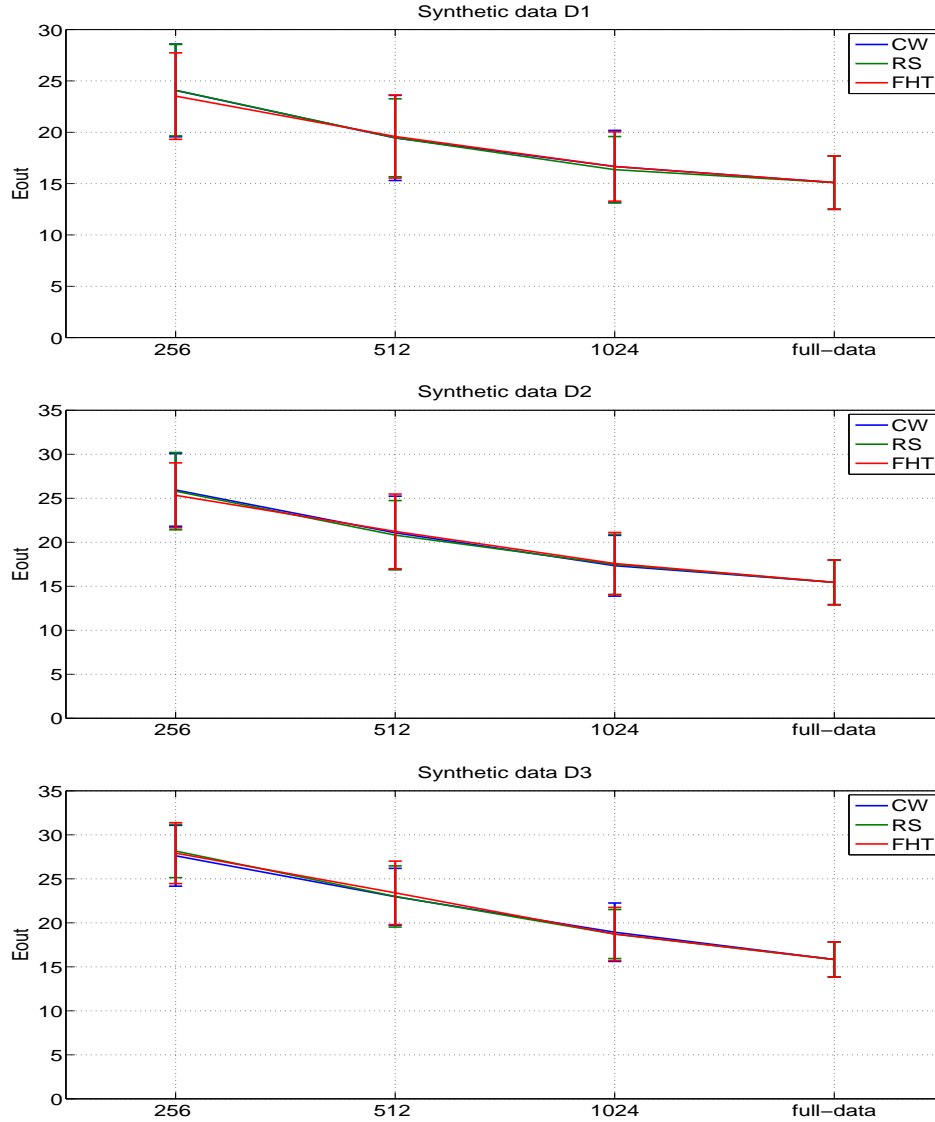 Synthetic data D1
30
25
20
15
10
5
0
Eout
256
512
1024
full-data
CW
RS
FHT
Synthetic data D2
35
30
25
20
15
10
5
0
Eout
256
512
1024
full-data
CW
RS
FHT
Synthetic data D3
35
30
25
20
15
10
5
0
Eout
256
512
1024
full-data
CW
RS
FHT